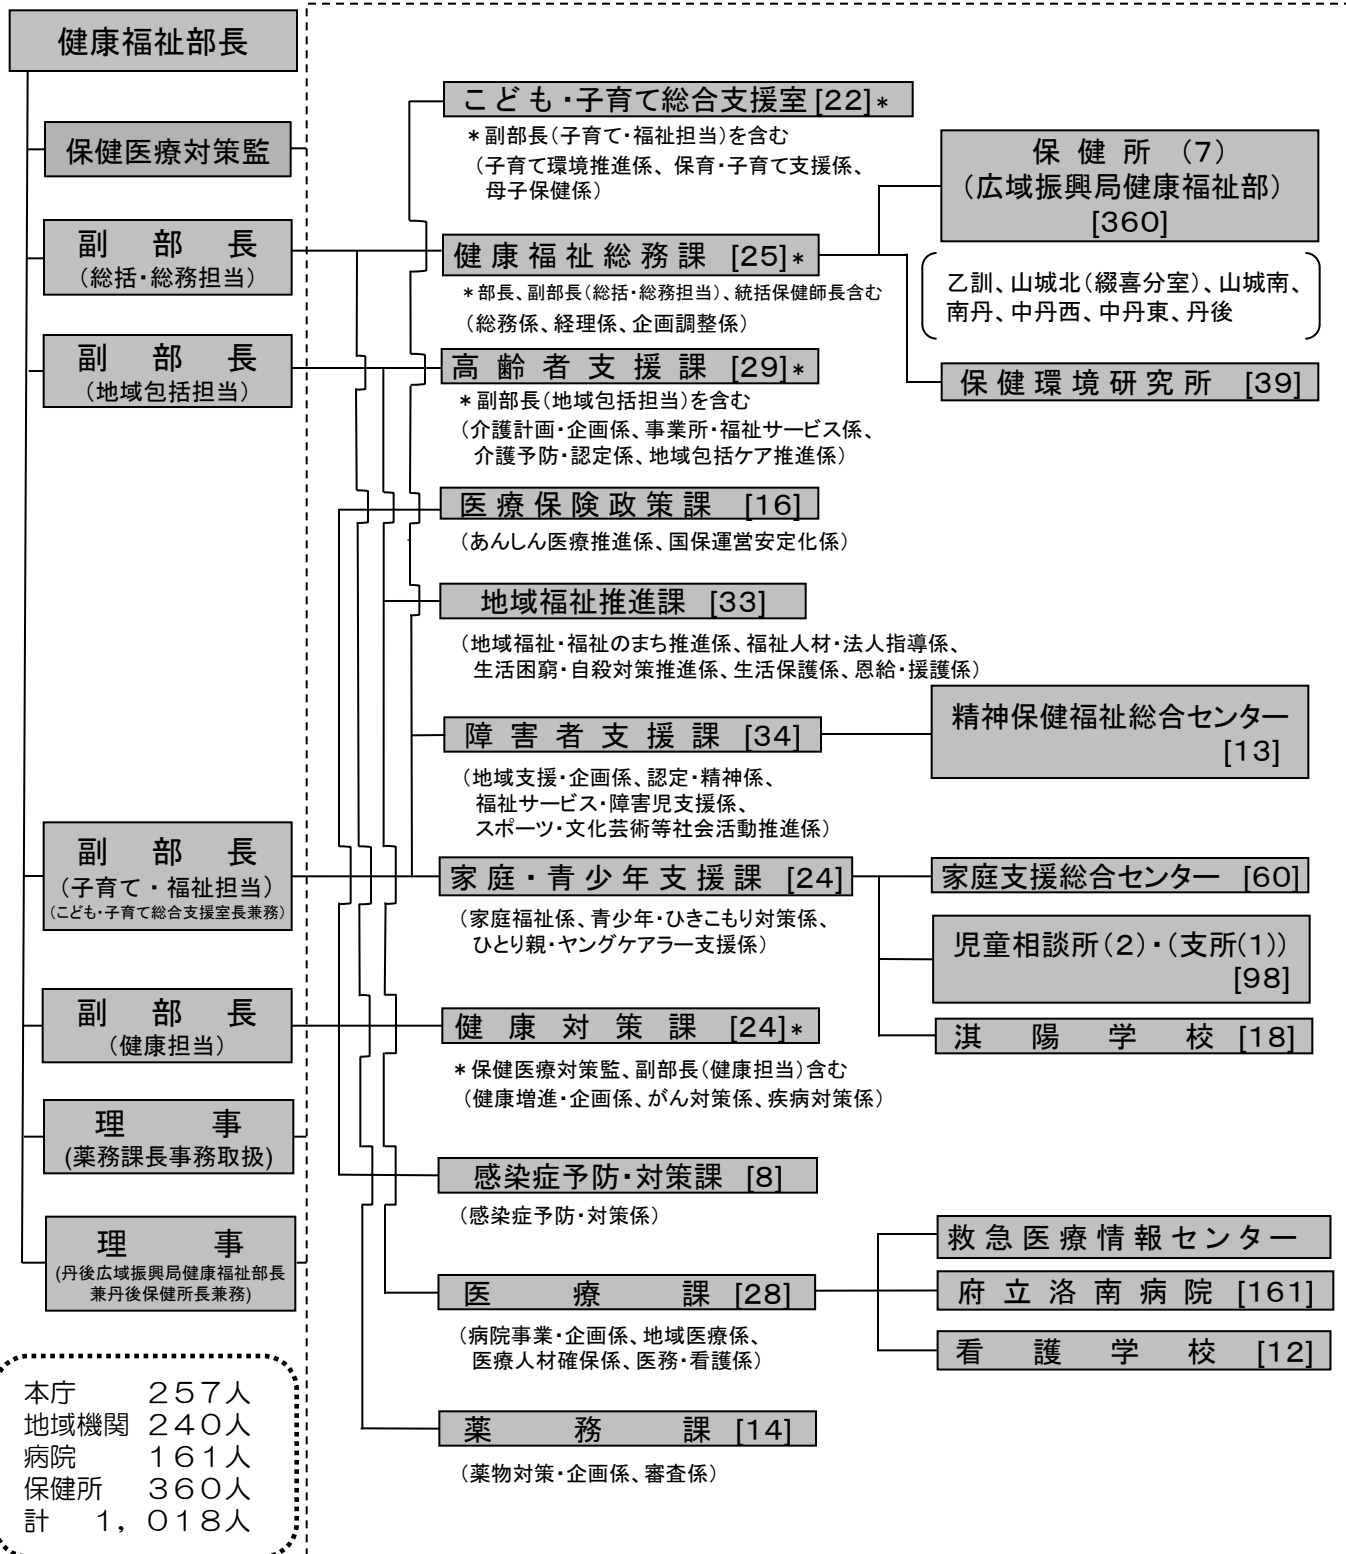 健康福祉部長
保健医療対策監
副部長
(総括・総務担当)
副部長
(地域包括担当)
副部長
(子育て・福祉担当)
(こども・子育て総合支援室長兼務)
副部長
(健康担当)
理事
(薬務課長事務取扱)
理事
(丹後広域振興局健康福祉部長
兼丹後保健所長兼務)
本庁 257人
地域機関 240人
病院 161人
保健所 360人
計 1,018人
こども・子育て総合支援室 [22]*
*副部長(子育て・福祉担当)を含む
(子育て環境推進係、保育・子育て支援係、
母子保健係)
健康福祉総務課 [25]*
*部長、副部長(総括・総務担当)、統括保健師長含む
(総務係、経理係、企画調整係)
高齢者支援課 [29]*
*副部長(地域包括担当)を含む
(介護計画・企画係、事業所・福祉サービス係、
介護予防・認定係、地域包括ケア推進係)
医療保険政策課 [16]
(あんしん医療推進係、国保運営安定化係)
地域福祉推進課 [33]
(地域福祉・福祉のまち推進係、福祉人材・法人指導係、
生活困窮・自殺対策推進係、生活保護係、恩給・援護係)
障害者支援課 [34]
(地域支援・企画係、認定・精神係、
福祉サービス・障害児支援係、
スポーツ・文化芸術等社会活動推進係)
家庭・青少年支援課 [24]
(家庭福祉係、青少年・ひきこもり対策係、
ひとり親・ヤングケアラー支援係)
健康対策課 [24]*
*保健医療対策監、副部長(健康担当)含む
(健康増進・企画係、がん対策係、疾病対策係)
感染症予防・対策課 [8]
(感染症予防・対策係)
医療課 [28]
(病院事業・企画係、地域医療係、
医療人材確保係、医務・看護係)
薬務課 [14]
(薬物対策・企画係、審査係)
保健所 (7)
(広域振興局健康福祉部)
[360]
乙訓、山城北(綴喜分室)、山城南、
南丹、中丹西、中丹東、丹後
保健環境研究所 [39]
精神保健福祉総合センター
[13]
家庭支援総合センター [60]
児童相談所(2)・(支所(1))
[98]
淇陽学校 [18]
救急医療情報センター
府立洛南病院 [161]
看護学校 [12]